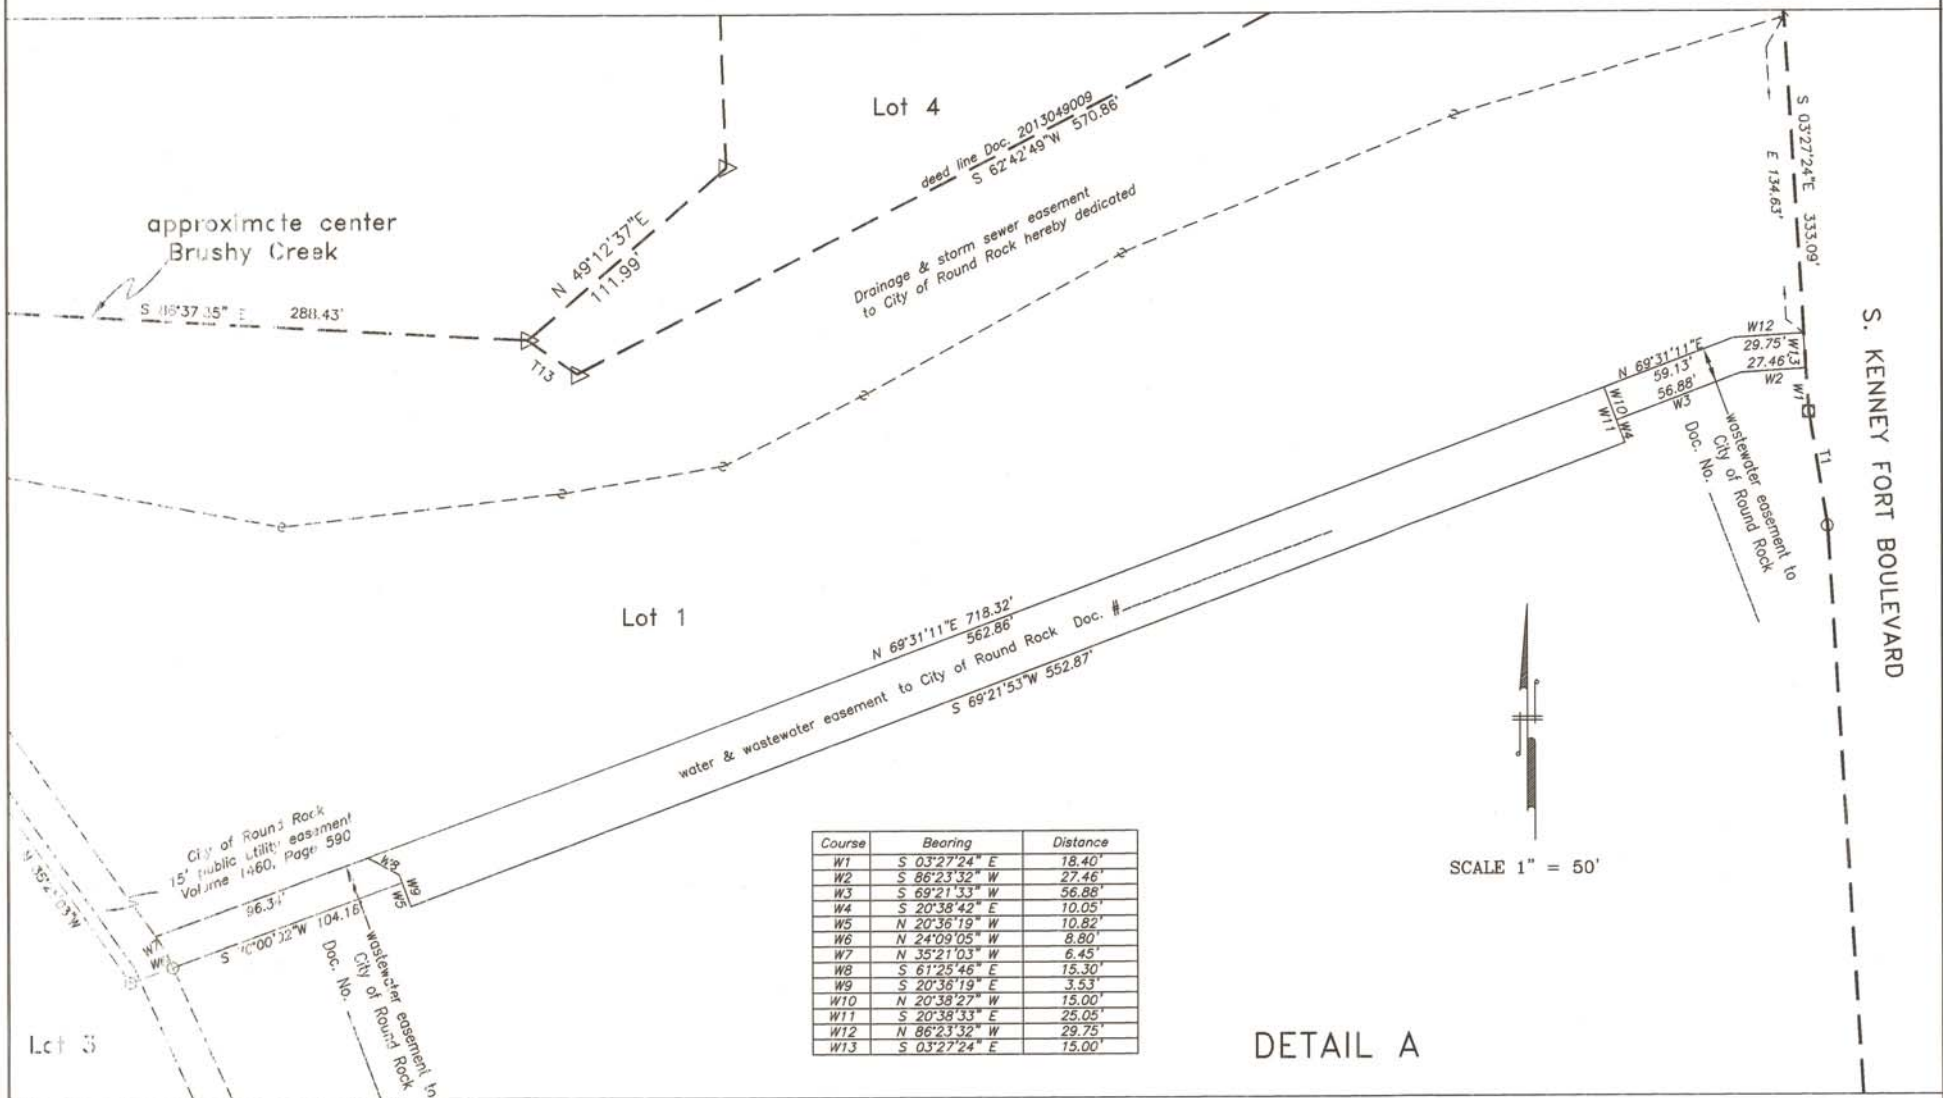 Lot 4
deed line Doc. 2013049009
S 62°42'49"W 570.86'
approximate center
Brushy Creek
N 49°12'37"E
111.99'
288.43'
T13
Drainage & storm sewer easement
to City of Round Rock hereby dedicated
S 03°27'24"E 333.09'
E 134.63'
S. KENNEY FORT BOULEVARD
W12
29.75'
W13
27.46'
W2
W1
T1
N 69°31'11"E
59.13'
56.88'
W3
W10
W11
W4
wastewater easement to
City of Round Rock
Doc. No.
Lot 1
N 69°31'11"E 718.32'
562.86'
water & wastewater easement to City of Round Rock Doc. #
S 69°21'53"W 552.87'
City of Round Rock
15' public utility easement
Volume 1460, Page 590
W8
W9
W5
W7
W6
104.16'
wastewater easement to
City of Round Rock
Doc. No.
Course Bearing Distance
W1 S 03°27'24" E 18.40'
W2 S 86°23'32" W 27.46'
W3 S 69°21'33" W 56.88'
W4 S 20°38'42" E 10.05'
W5 N 20°36'19" W 10.82'
W6 N 24°09'05" W 8.80'
W7 N 35°21'03" W 6.45'
W8 S 61°25'46" E 15.30'
W9 S 20°36'19" E 3.53'
W10 N 20°38'27" W 15.00'
W11 S 20°38'33" E 25.05'
W12 N 86°23'32" W 29.75'
W13 S 03°27'24" E 15.00'
SCALE 1" = 50'
DETAIL A
Lot 3